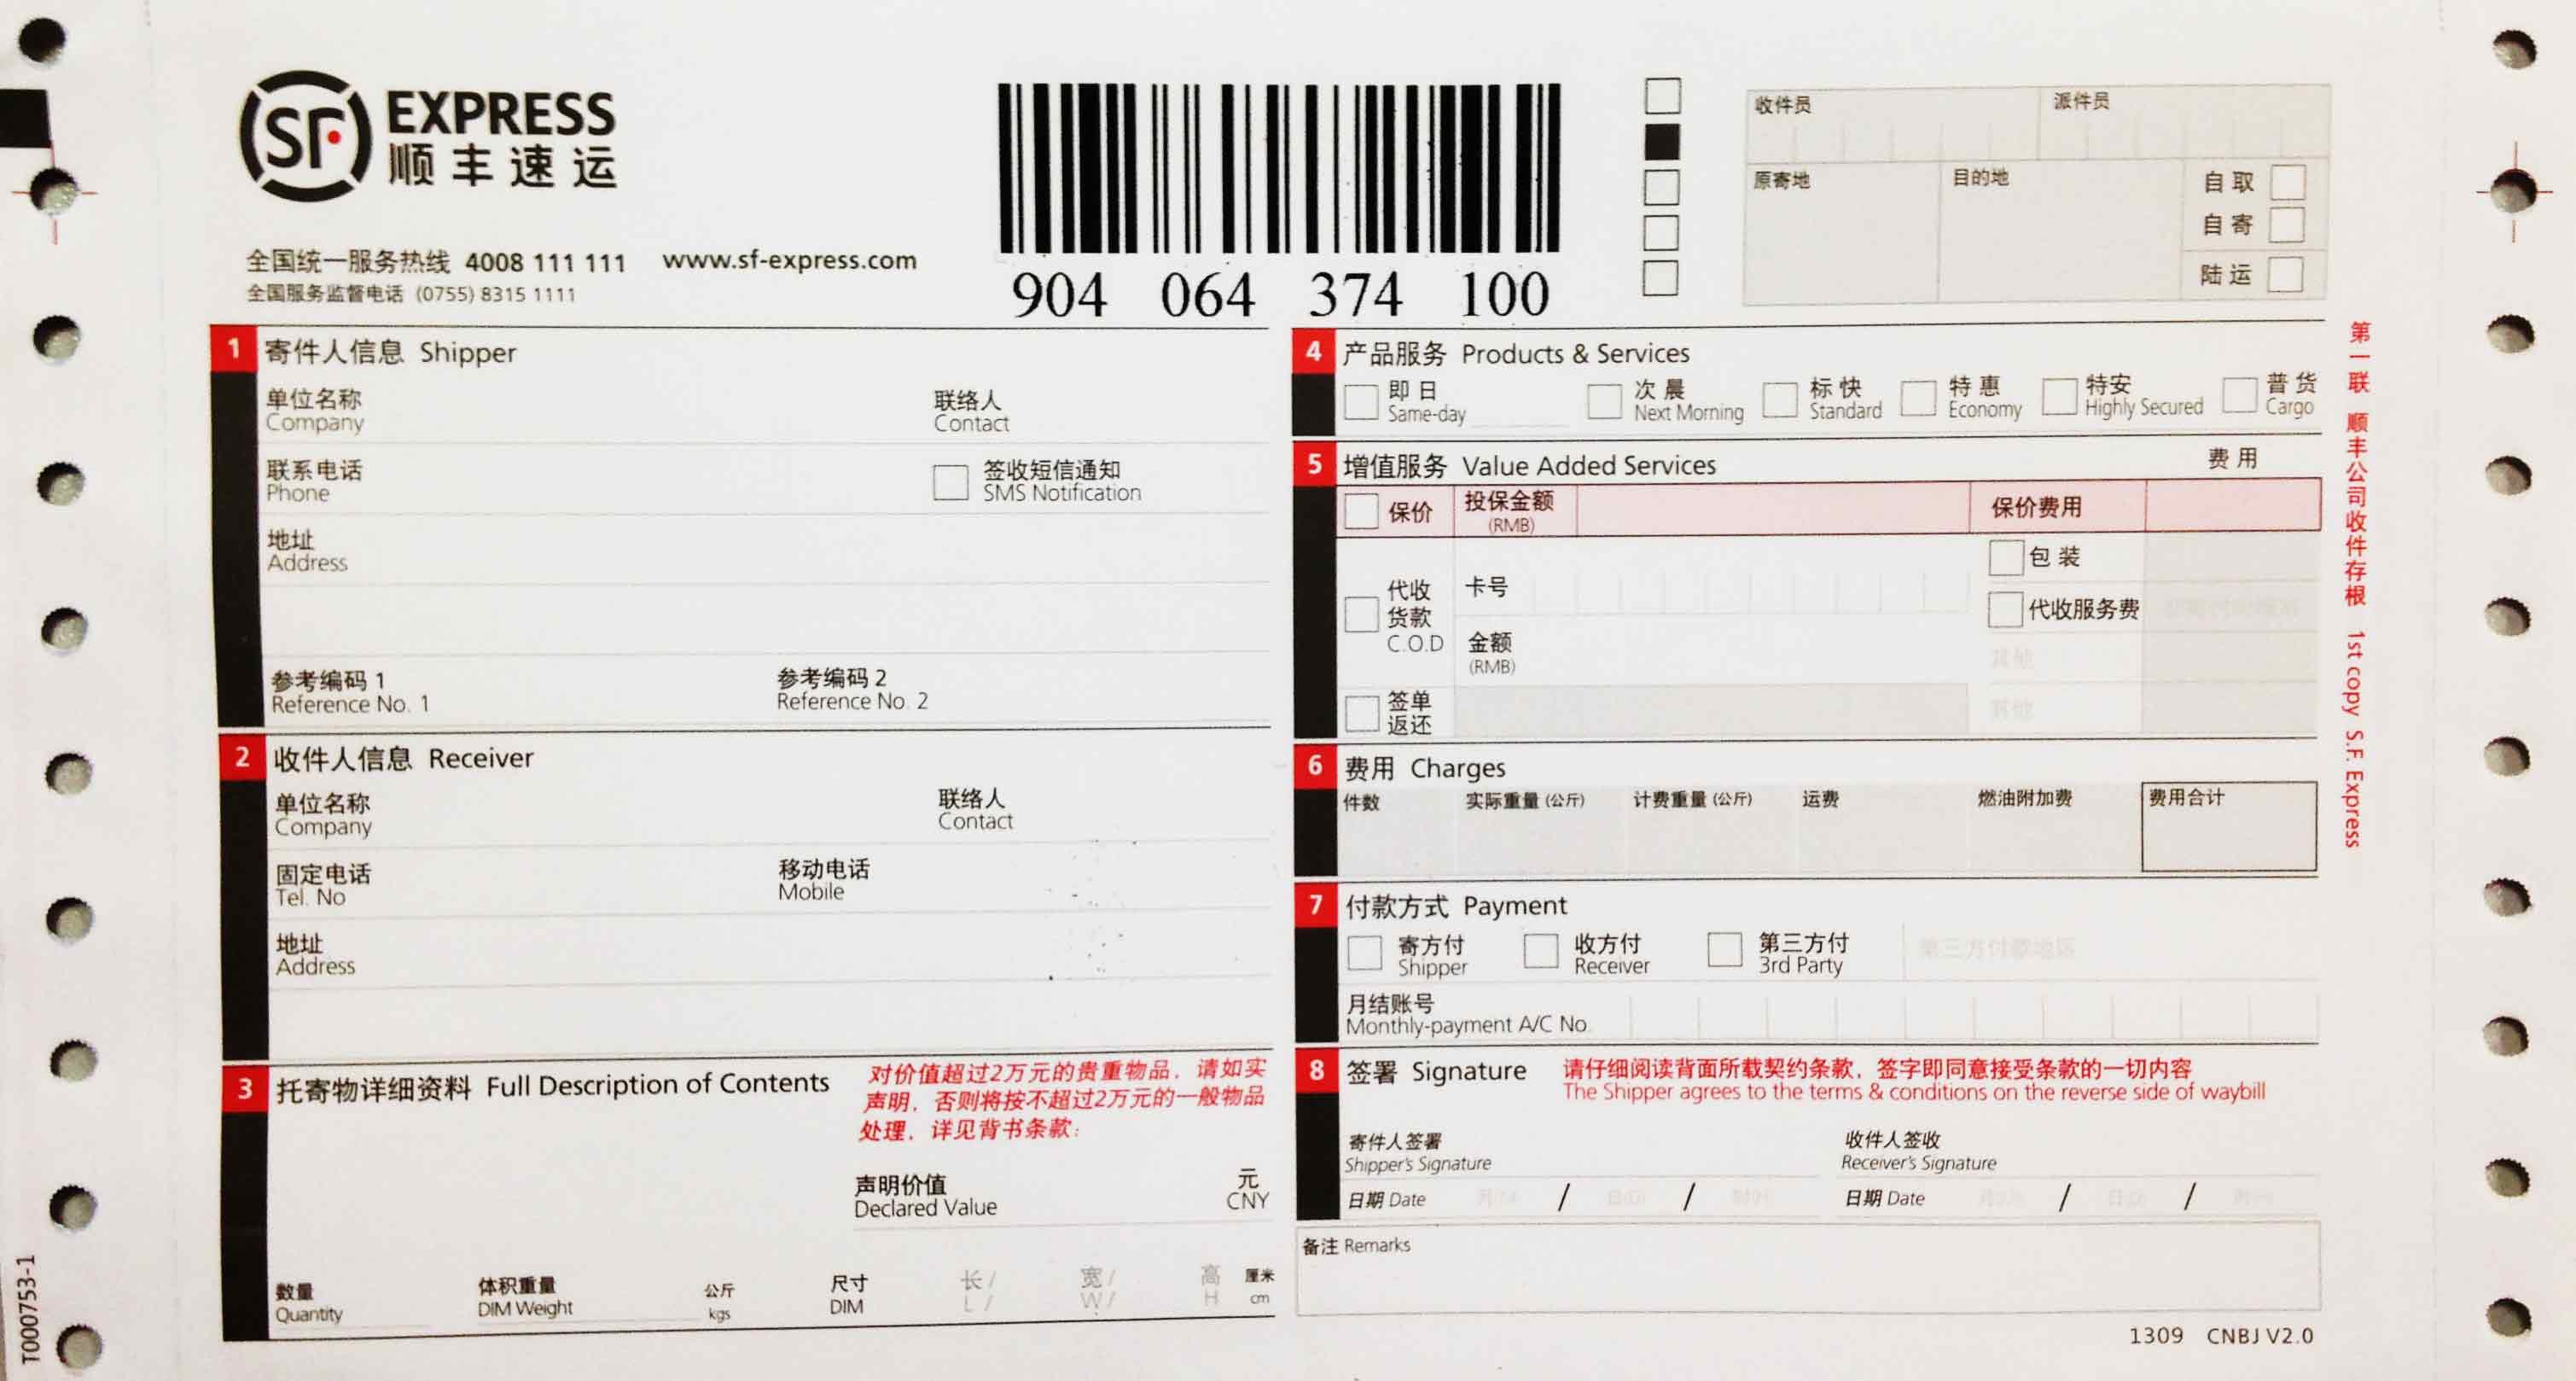 SF EXPRESS
顺丰速运
全国统一服务热线 4008 111 111 www.sf-express.com
全国服务监督电话 (0755) 8315 1111
904 064 374 100
收件员 派件员
原寄地 目的地 自取
自寄
陆运
1 寄件人信息 Shipper
单位名称 联络人
Company Contact
联系电话 签收短信通知
Phone SMS Notification
地址
Address
参考编码 1 参考编码 2
Reference No. 1 Reference No. 2
2 收件人信息 Receiver
单位名称 联络人
Company Contact
固定电话 移动电话
Tel. No Mobile
地址
Address
3 托寄物详细资料 Full Description of Contents
对价值超过2万元的贵重物品，请如实
声明，否则将按不超过2万元的一般物品
处理，详见背书条款：
声明价值 元
Declared Value CNY
数量 体积重量 公斤 尺寸 长 / 宽 / 高 厘米
Quantity DIM Weight kgs DIM L / W / H cm
4 产品服务 Products & Services
即日 次晨 标快 特惠 特安 普货
Same-day Next Morning Standard Economy Highly Secured Cargo
5 增值服务 Value Added Services 费用
保价 投保金额 保价费用
(RMB)
包装
代收 卡号
货款 代收服务费
C.O.D 金额
(RMB) 其他
签单 其他
返还
6 费用 Charges
件数 实际重量 (公斤) 计费重量 (公斤) 运费 燃油附加费 费用合计
7 付款方式 Payment
寄方付 收方付 第三方付 第三方付款地区
Shipper Receiver 3rd Party
月结账号
Monthly-payment A/C No.
8 签署 Signature 请仔细阅读背面所载契约条款，签字即同意接受条款的一切内容
The Shipper agrees to the terms & conditions on the reverse side of waybill
寄件人签署 收件人签收
Shipper's Signature Receiver's Signature
日期 Date / / 日期 Date / /
备注 Remarks
1309 CNBJ V2.0
第一联 顺丰公司收件存根 1st copy S.F. Express
T000753-1